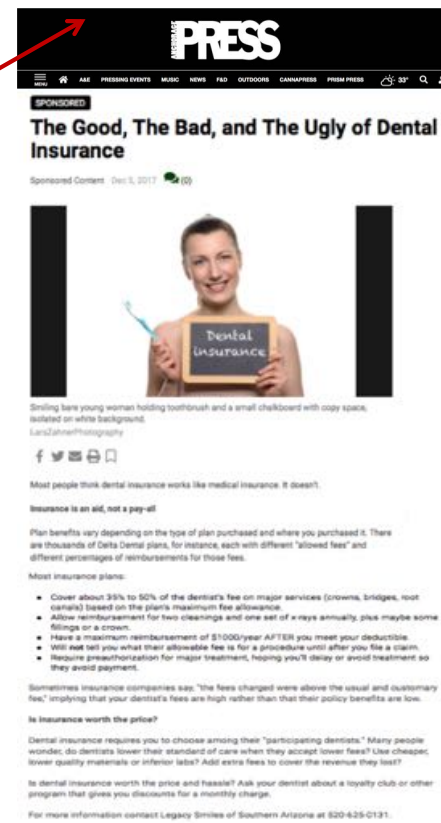 ANCHORAGE
PRESS
MENU A&E PRESSING EVENTS MUSIC NEWS F&D OUTDOORS CANNAPRESS PRISM PRESS 33°
SPONSORED
The Good, The Bad, and The Ugly of Dental
Insurance
Sponsored Content Dec 5, 2017 (0)
Dental
insurance
Smiling bare young woman holding toothbrush and a small chalkboard with copy space,
isolated on white background.
LarsZahnerPhotography
Most people think dental insurance works like medical insurance. It doesn't.
Insurance is an aid, not a pay-all
Plan benefits vary depending on the type of plan purchased and where you purchased it. There
are thousands of Delta Dental plans, for instance, each with different "allowed fees" and
different percentages of reimbursements for those fees.
Most insurance plans:
Cover about 35% to 50% of the dentist's fee on major services (crowns, bridges, root
canals) based on the plan's maximum fee allowance.
Allow reimbursement for two cleanings and one set of x-rays annually, plus maybe some
fillings or a crown.
Have a maximum reimbursement of $1000/year AFTER you meet your deductible.
Will not tell you what their allowable fee is for a procedure until after you file a claim.
Require preauthorization for major treatment, hoping you'll delay or avoid treatment so
they avoid payment.
Sometimes insurance companies say, "the fees charged were above the usual and customary
fee," implying that your dentist's fees are high rather than that their policy benefits are low.
Is insurance worth the price?
Dental insurance requires you to choose among their "participating dentists." Many people
wonder, do dentists lower their standard of care when they accept lower fees? Use cheaper,
lower quality materials or inferior labs? Add extra fees to cover the revenue they lost?
Is dental insurance worth the price and hassle? Ask your dentist about a loyalty club or other
program that gives you discounts for a monthly charge.
For more information contact Legacy Smiles of Southern Arizona at 520-625-0131.